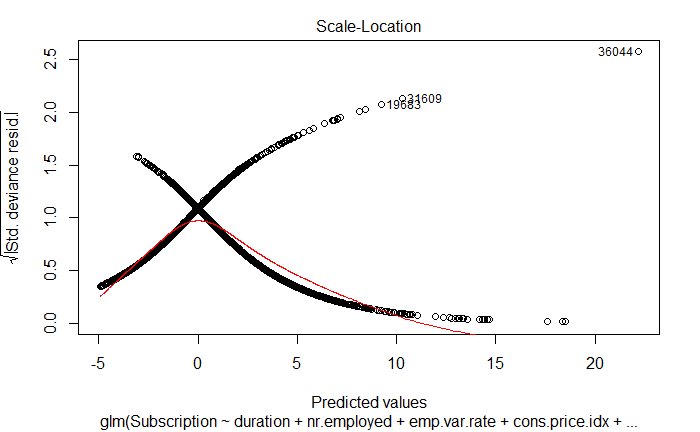 Scale-Location
√|Std. deviance resid.|
2.5
2.0
1.5
1.0
0.5
0.0
36044
31609
19683
-5 0 5 10 15 20
Predicted values
glm(Subscription ~ duration + nr.employed + emp.var.rate + cons.price.idx + ...